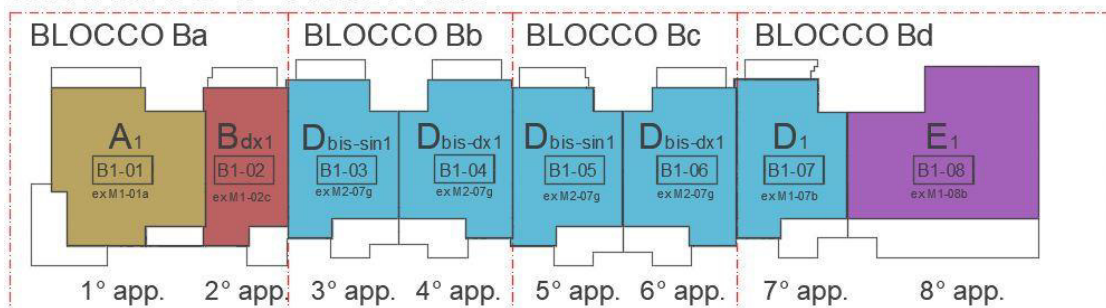 BLOCCO Ba BLOCCO Bb BLOCCO Bc BLOCCO Bd
A1 Bdx1 Dbis-sin1 Dbis-dx1 Dbis-sin1 Dbis-dx1 D1 E1
B1-01 B1-02 B1-03 B1-04 B1-05 B1-06 B1-07 B1-08
exM1-01a exM1-02c exM2-07g exM2-07g exM2-07g exM2-07g exM1-07b exM1-08b
1° app. 2° app. 3° app. 4° app. 5° app. 6° app. 7° app. 8° app.